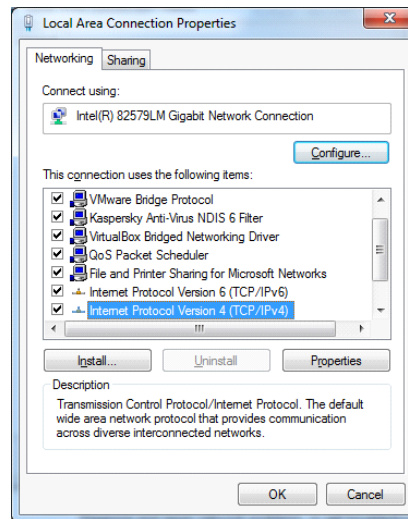 Local Area Connection Properties
Networking
Sharing
Connect using:
Intel(R) 82579LM Gigabit Network Connection
Configure...
This connection uses the following items:
VMware Bridge Protocol
Kaspersky Anti-Virus NDIS 6 Filter
VirtualBox Bridged Networking Driver
QoS Packet Scheduler
File and Printer Sharing for Microsoft Networks
Internet Protocol Version 6 (TCP/IPv6)
Internet Protocol Version 4 (TCP/IPv4)
Install...
Uninstall
Properties
Description
Transmission Control Protocol/Internet Protocol. The default
wide area network protocol that provides communication
across diverse interconnected networks.
OK
Cancel